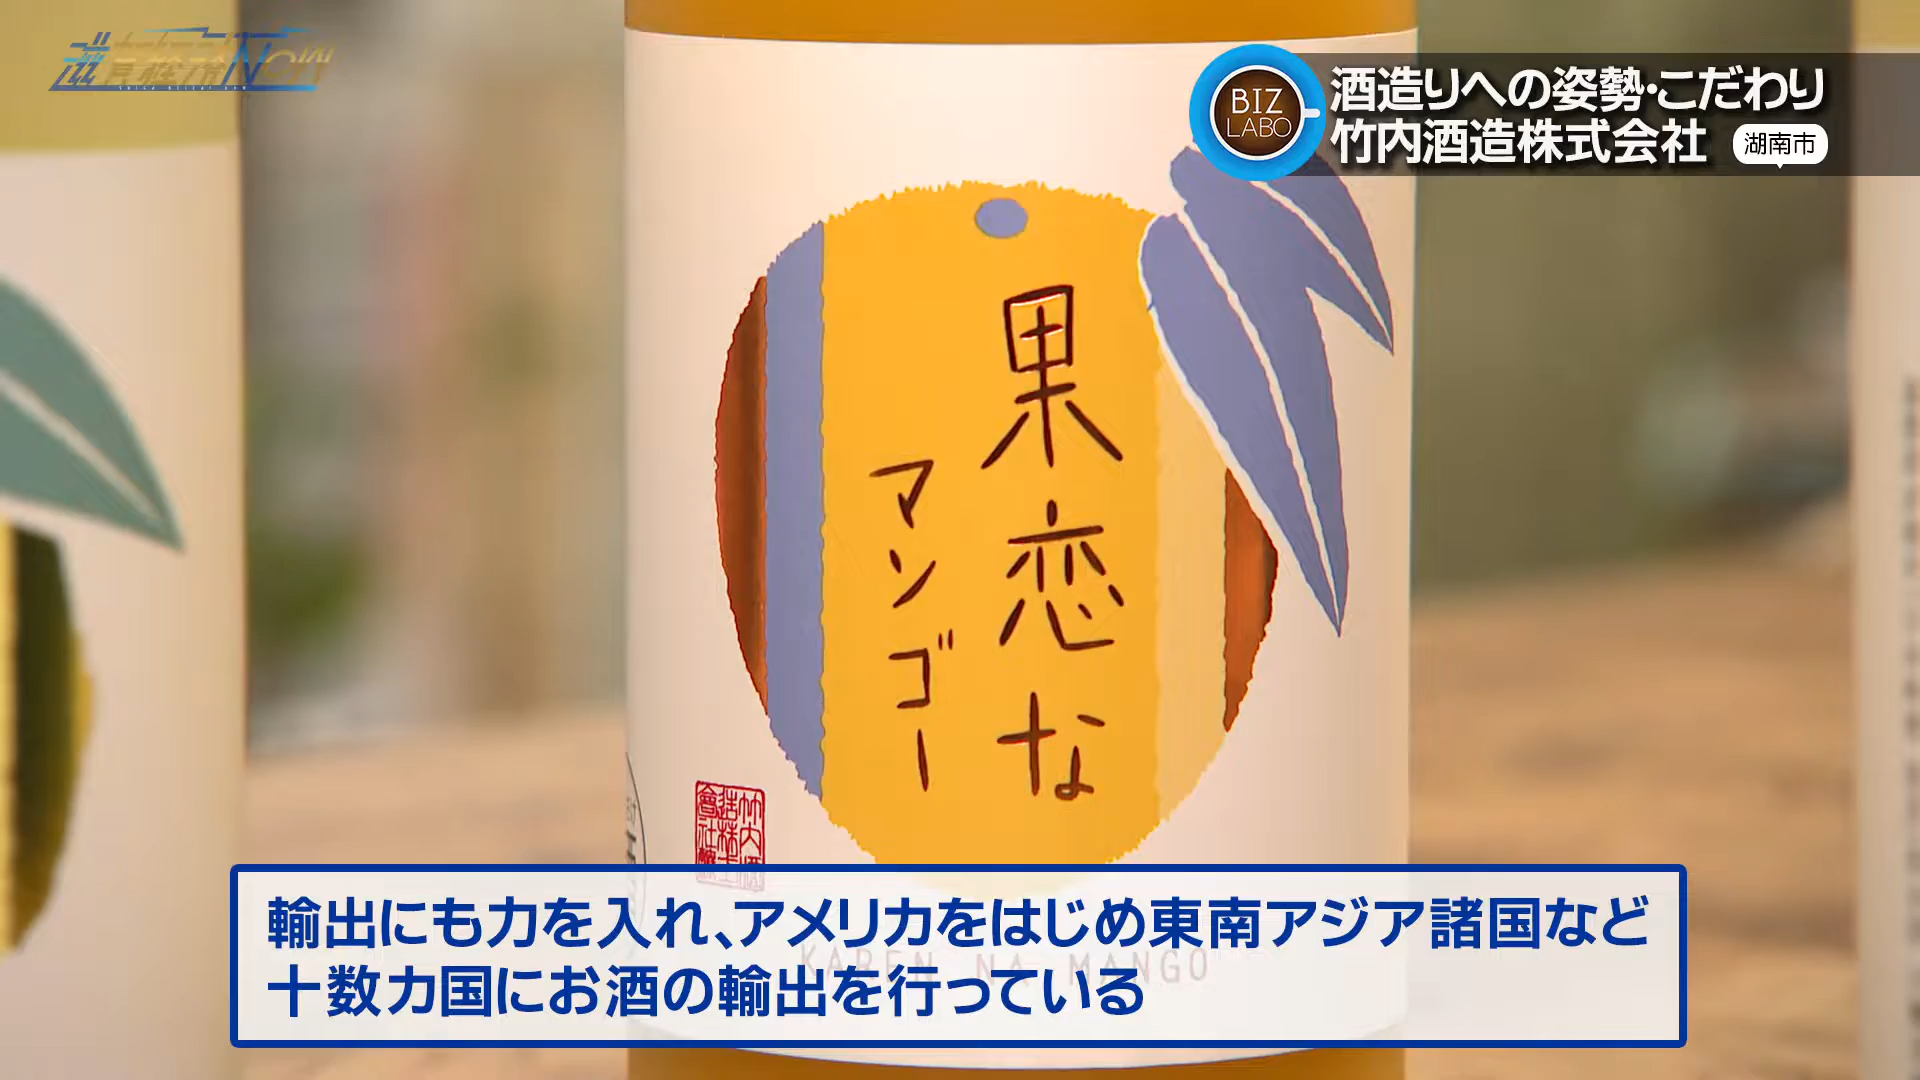 滋賀経済NOW
BIZ
LABO
酒造りへの姿勢・こだわり
竹内酒造株式会社
湖南市
果恋な
マンゴー
KAREN NA MANGO
輸出にも力を入れ、アメリカをはじめ東南アジア諸国など
十数カ国にお酒の輸出を行っている